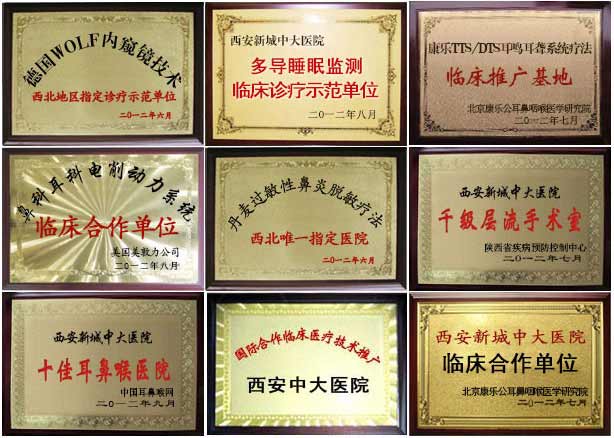 德国WOLF内窥镜技术
西北地区指定诊疗示范单位
二〇一二年六月
西安新城中大医院
多导睡眠监测
临床诊疗示范单位
二〇一二年八月
康乐TTS/DTS耳鸣耳聋系统疗法
临床推广基地
北京康乐公耳鼻咽喉医学研究院
二〇一二年七月
鼻科耳科电削动力系统
临床合作单位
美国美敦力公司
二〇一二年八月
丹麦过敏性鼻炎脱敏疗法
西北唯一指定医院
二〇一二年六月
西安新城中大医院
千级层流手术室
陕西省疾病预防控制中心
二〇一二年七月
西安新城中大医院
十佳耳鼻喉医院
中国耳鼻喉网
二〇一二年九月
国际合作临床医疗技术推广
西安中大医院
西安新城中大医院
临床合作单位
北京康乐公耳鼻咽喉医学研究院
二〇一二年七月